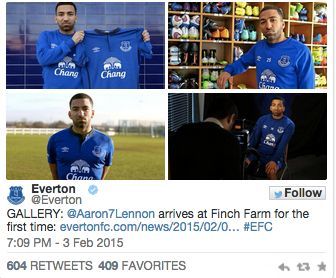 Chang
Chang
Chang
Chang
Everton
@Everton
Follow
GALLERY: @Aaron7Lennon arrives at Finch Farm for the
first time: evertonfc.com/news/2015/02/0... #EFC
7:09 PM - 3 Feb 2015
604 RETWEETS 409 FAVORITES